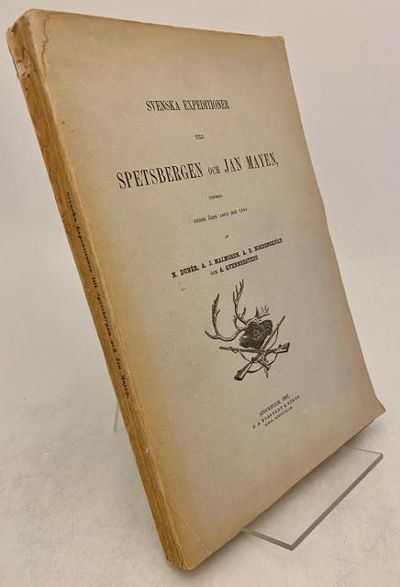 SVENSKA EXPEDITIONER
TILL
SPETSBERGEN OCH JAN MAYEN,
UTFÖRDA
UNDER ÅREN 1863 OCH 1864
AF
N. DUNÉR, A. J. MALMGREN, A. E. NORDENSKIÖLD
OCH A. QVENNERSTEDT.
STOCKHOLM, 1867.
P. A. NORSTEDT & SÖNER
Svenska Expeditioner till Spetsbergen och Jan Mayen.